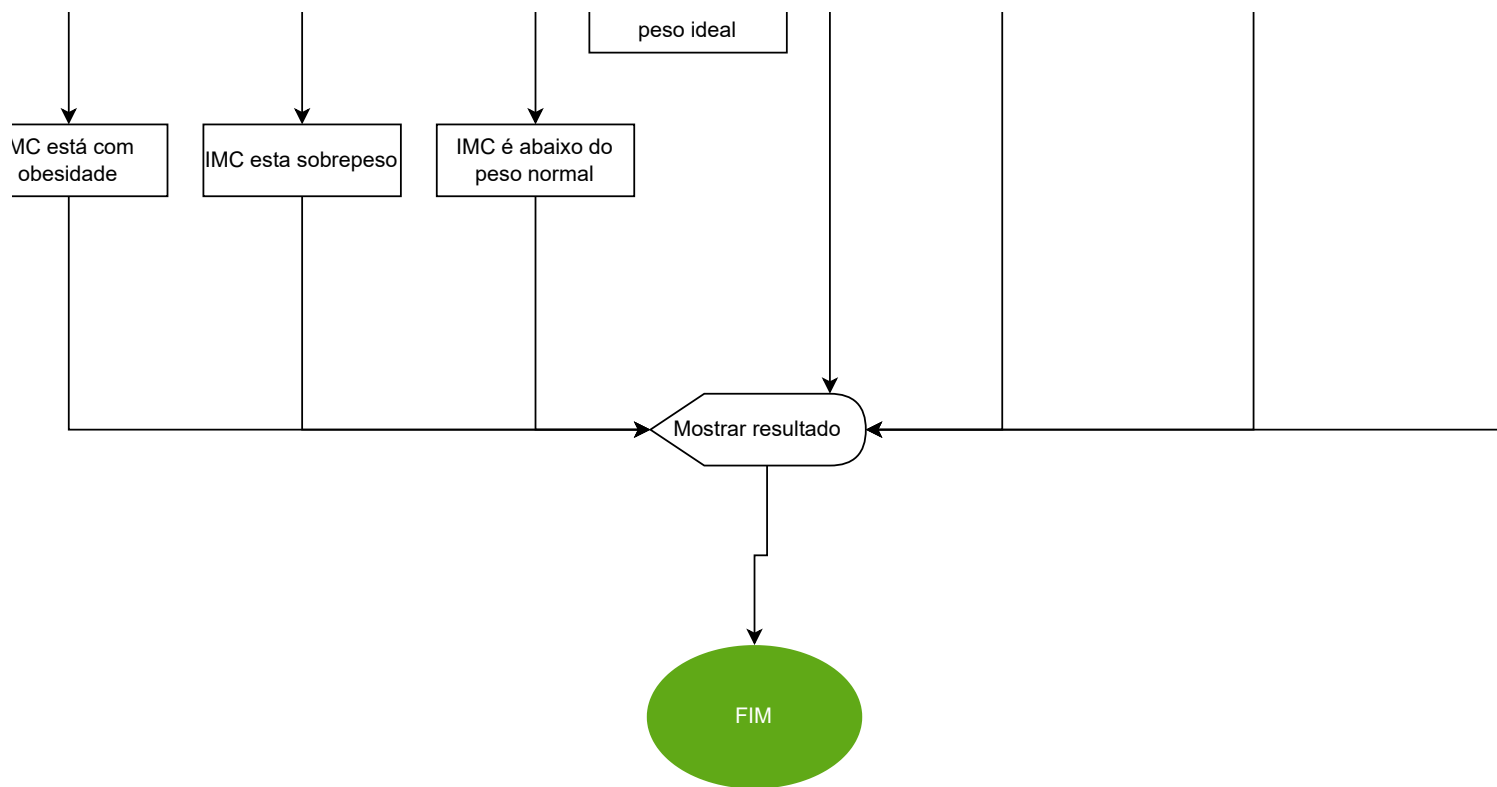 peso ideal
MC está com
obesidade
IMC esta sobrepeso
IMC é abaixo do
peso normal
Mostrar resultado
FIM